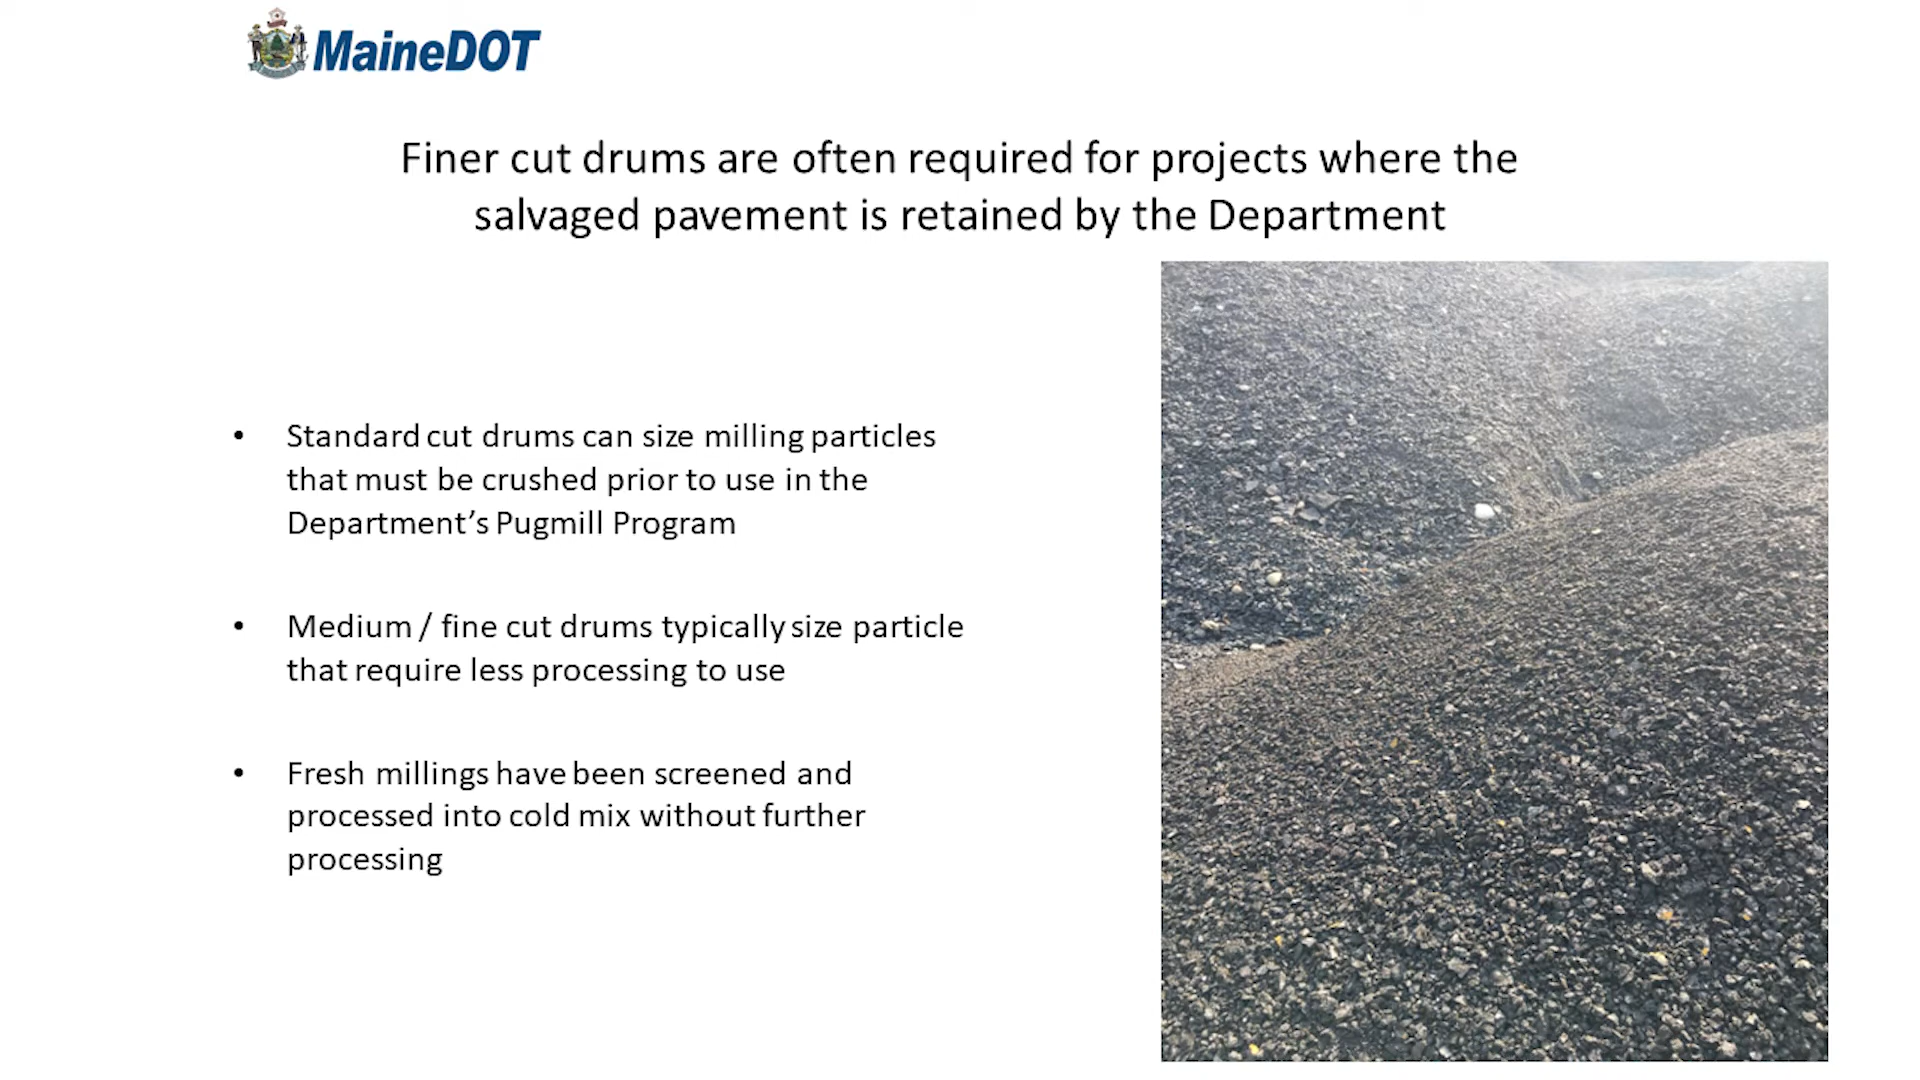 MaineDOT
Finer cut drums are often required for projects where the
salvaged pavement is retained by the Department
• Standard cut drums can size milling particles
that must be crushed prior to use in the
Department’s Pugmill Program
• Medium / fine cut drums typically size particle
that require less processing to use
• Fresh millings have been screened and
processed into cold mix without further
processing